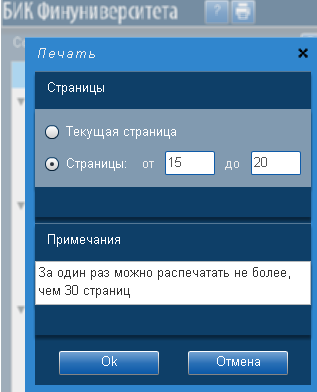 БИК Финуниверситета
?
Печать
Страницы
Текущая страница
Страницы: от 15 до 20
Примечания
За один раз можно распечатать не более,
чем 30 страниц
Ok Отмена